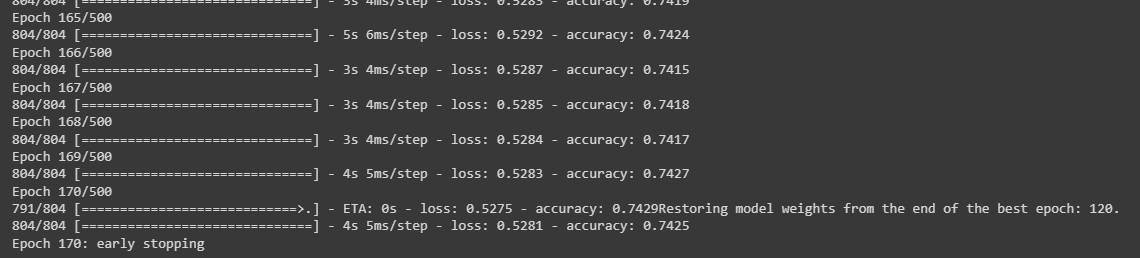 804/804 [==============================] - 3s 4ms/step - loss: 0.5283 - accuracy: 0.7419
Epoch 165/500
804/804 [==============================] - 5s 6ms/step - loss: 0.5292 - accuracy: 0.7424
Epoch 166/500
804/804 [==============================] - 3s 4ms/step - loss: 0.5287 - accuracy: 0.7415
Epoch 167/500
804/804 [==============================] - 3s 4ms/step - loss: 0.5285 - accuracy: 0.7418
Epoch 168/500
804/804 [==============================] - 3s 4ms/step - loss: 0.5284 - accuracy: 0.7417
Epoch 169/500
804/804 [==============================] - 4s 5ms/step - loss: 0.5283 - accuracy: 0.7427
Epoch 170/500
791/804 [============================>.] - ETA: 0s - loss: 0.5275 - accuracy: 0.7429Restoring model weights from the end of the best epoch: 120.
804/804 [==============================] - 4s 5ms/step - loss: 0.5281 - accuracy: 0.7425
Epoch 170: early stopping